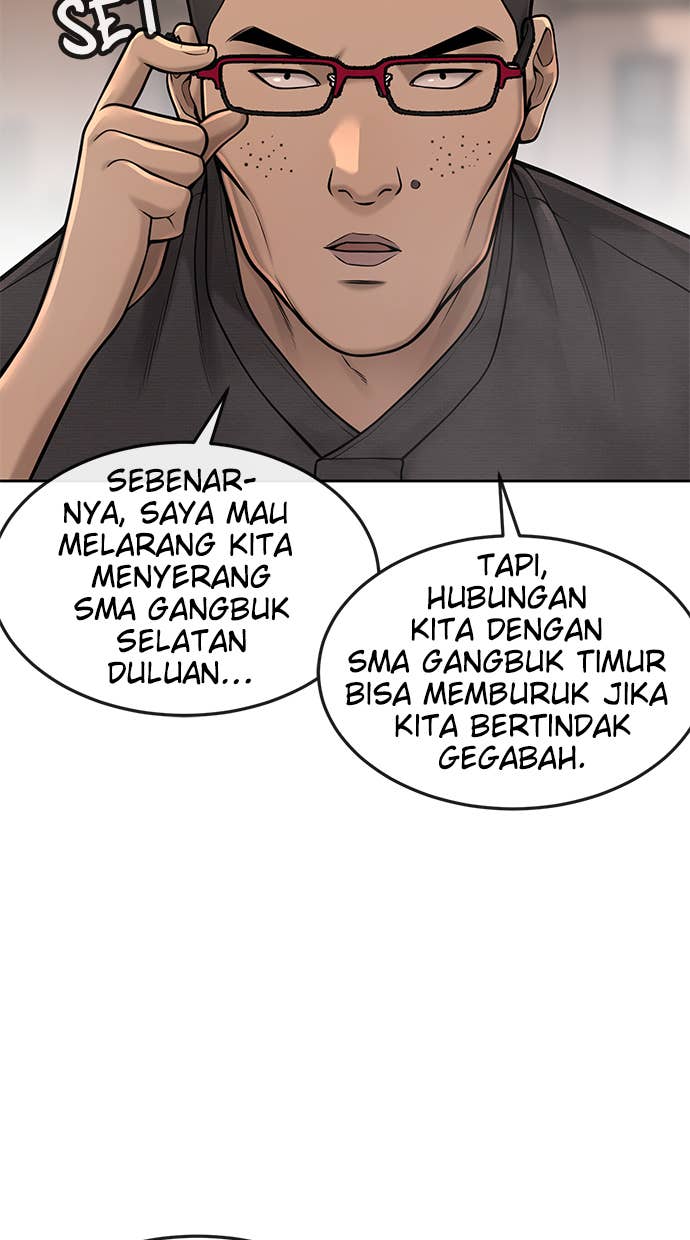 SET
SEBENAR-
NYA, SAYA MAU
MELARANG KITA
MENYERANG
SMA GANGBUK
SELATAN
DULUAN...
TAPI,
HUBUNGAN
KITA DENGAN
SMA GANGBUK TIMUR
BISA MEMBURUK JIKA
KITA BERTINDAK
GEGABAH.